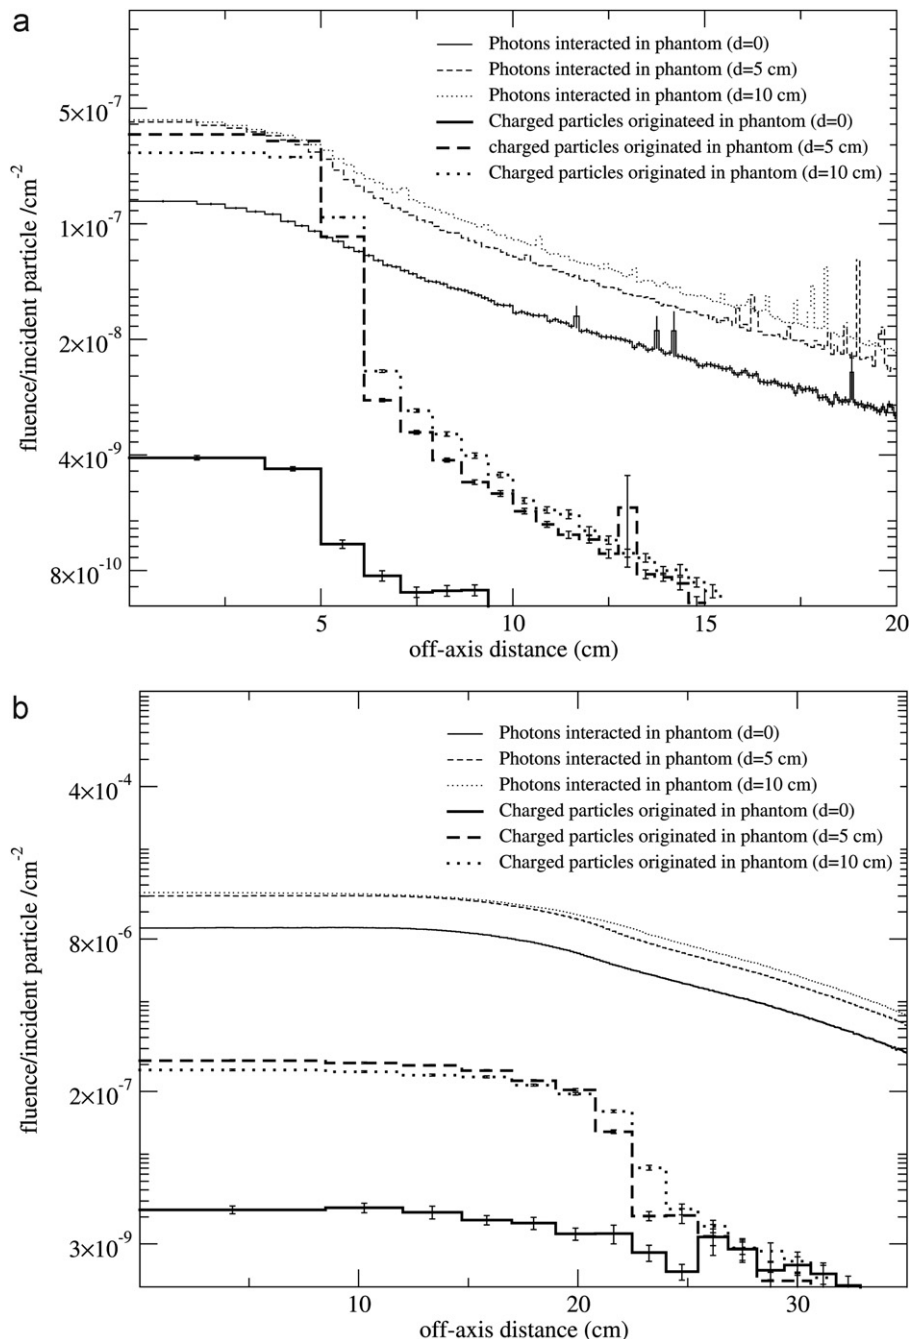 a
Photons interacted in phantom (d=0)
Photons interacted in phantom (d=5 cm)
Photons interacted in phantom (d=10 cm)
Charged particles originateed in phantom (d=0)
charged particles originated in phantom (d=5 cm)
Charged particles originated in phantom (d=10 cm)
fluence/incident particle /cm⁻²
5×10⁻⁷
1×10⁻⁷
2×10⁻⁸
4×10⁻⁹
8×10⁻¹⁰
5 10 15 20
off-axis distance (cm)
b
Photons interacted in phantom (d=0)
Photons interacted in phantom (d=5 cm)
Photons interacted in phantom (d=10 cm)
Charged particles originated in phantom (d=0)
Charged particles originated in phantom (d=5 cm)
Charged particles originated in phantom (d=10 cm)
fluence/incident particle /cm⁻²
4×10⁻⁴
8×10⁻⁶
2×10⁻⁷
3×10⁻⁹
10 20 30
off-axis distance (cm)